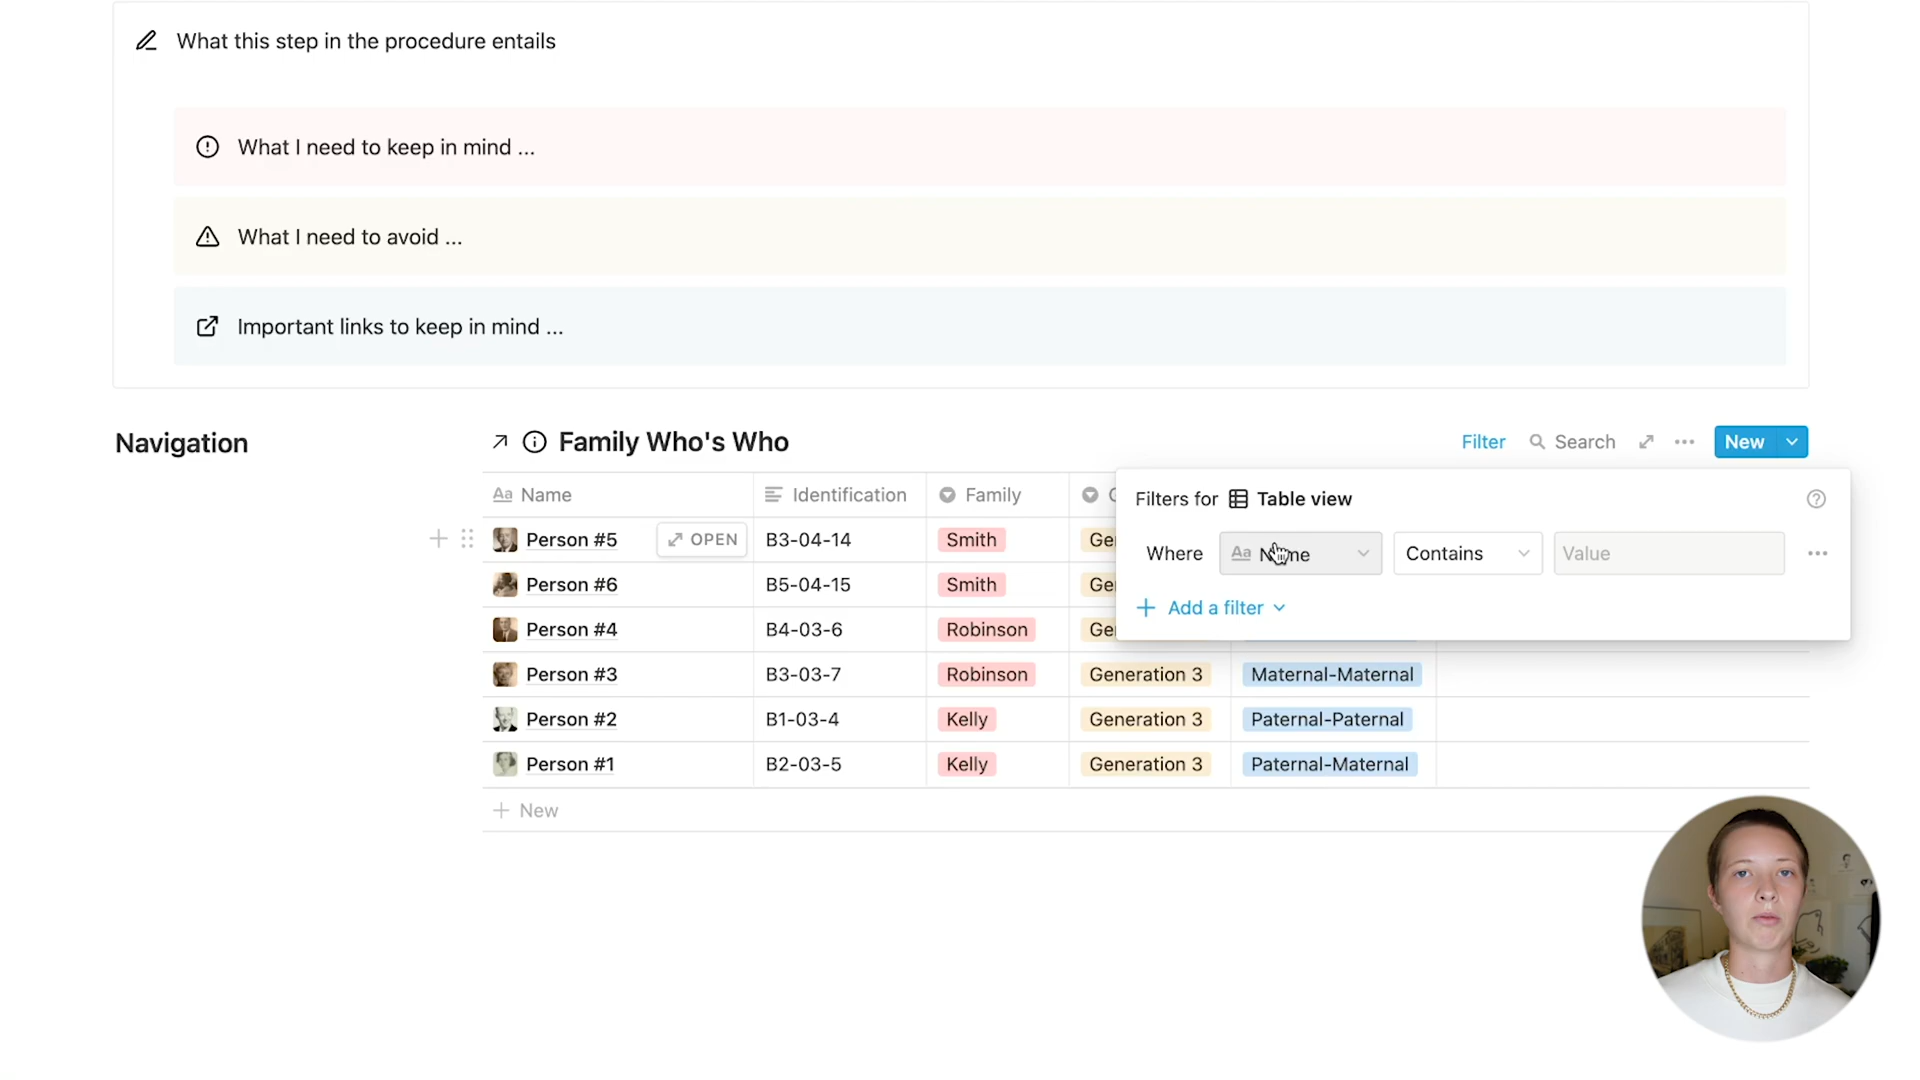 What this step in the procedure entails
What I need to keep in mind ...
What I need to avoid ...
Important links to keep in mind ...
Navigation
Family Who's Who
Filter Search New
Aa Name Identification Family
Filters for Table view
Person #5 OPEN B3-04-14 Smith
Where Aa Contains Value
Person #6 B5-04-15 Smith
Add a filter
Person #4 B4-03-6 Robinson
Person #3 B3-03-7 Robinson Generation 3 Maternal-Maternal
Person #2 B1-03-4 Kelly Generation 3 Paternal-Paternal
Person #1 B2-03-5 Kelly Generation 3 Paternal-Maternal
New